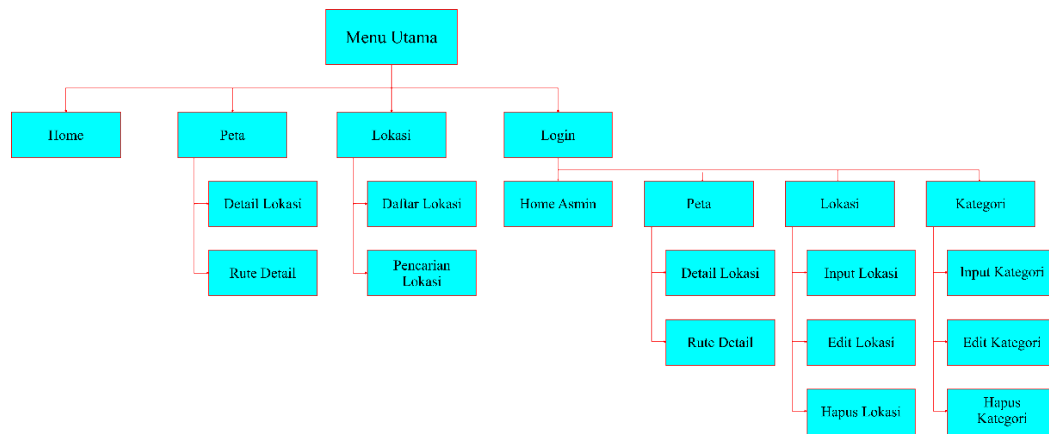 Menu Utama
Home
Peta
Lokasi
Login
Detail Lokasi
Daftar Lokasi
Home Asmin
Peta
Lokasi
Kategori
Rute Detail
Pencarian
Lokasi
Detail Lokasi
Input Lokasi
Input Kategori
Rute Detail
Edit Lokasi
Edit Kategori
Hapus Lokasi
Hapus
Kategori